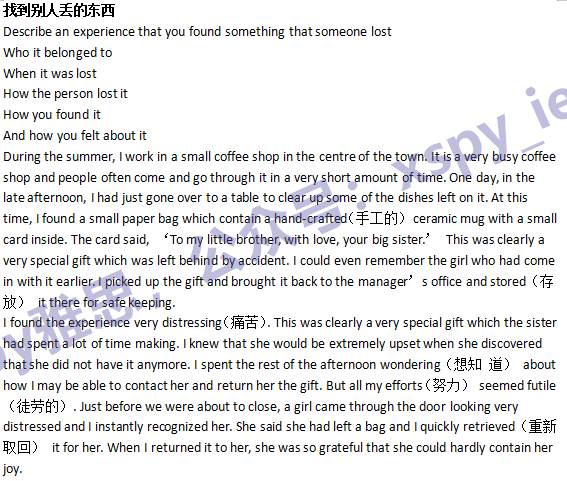 找到别人丢的东西
Describe an experience that you found something that someone lost
Who it belonged to
When it was lost
How the person lost it
How you found it
And how you felt about it
During the summer, I work in a small coffee shop in the centre of the town. It is a very busy coffee
shop and people often come and go through it in a very short amount of time. One day, in the
late afternoon, I had just gone over to a table to clear up some of the dishes left on it. At this
time, I found a small paper bag which contain a hand-crafted(手工的) ceramic mug with a small
card inside. The card said, ‘To my little brother, with love, your big sister.’ This was clearly a
very special gift which was left behind by accident. I could even remember the girl who had come
in with it earlier. I picked up the gift and brought it back to the manager’s office and stored（存
放） it there for safe keeping.
I found the experience very distressing(痛苦). This was clearly a very special gift which the sister
had spent a lot of time making. I knew that she would be extremely upset when she discovered
that she did not have it anymore. I spent the rest of the afternoon wondering（想知 道） about
how I may be able to contact her and return her the gift. But all my efforts（努力） seemed futile
（徒劳的）. Just before we were about to close, a girl came through the door looking very
distressed and I instantly recognized her. She said she had left a bag and I quickly retrieved（重新
取回） it for her. When I returned it to her, she was so grateful that she could hardly contain her
joy.
py雅思，公众号：xspy_ie